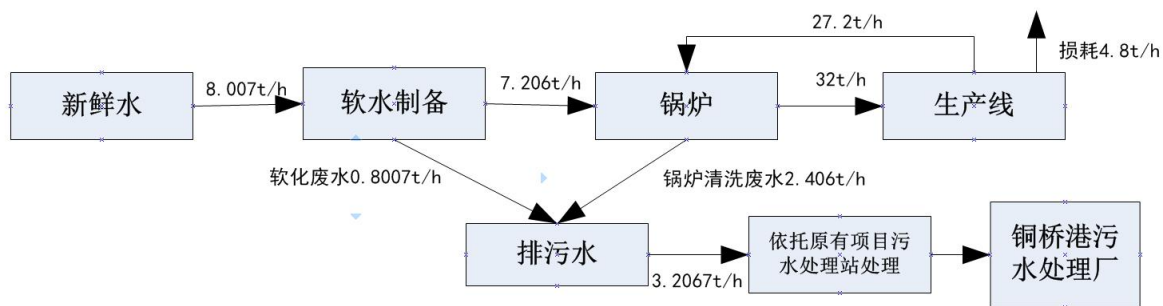 27.2t/h
损耗4.8t/h
新鲜水
8.007t/h
软水制备
7.206t/h
锅炉
32t/h
生产线
软化废水0.8007t/h
锅炉清洗废水2.406t/h
排污水
3.2067t/h
依托原有项目污
水处理站处理
铜桥港污
水处理厂